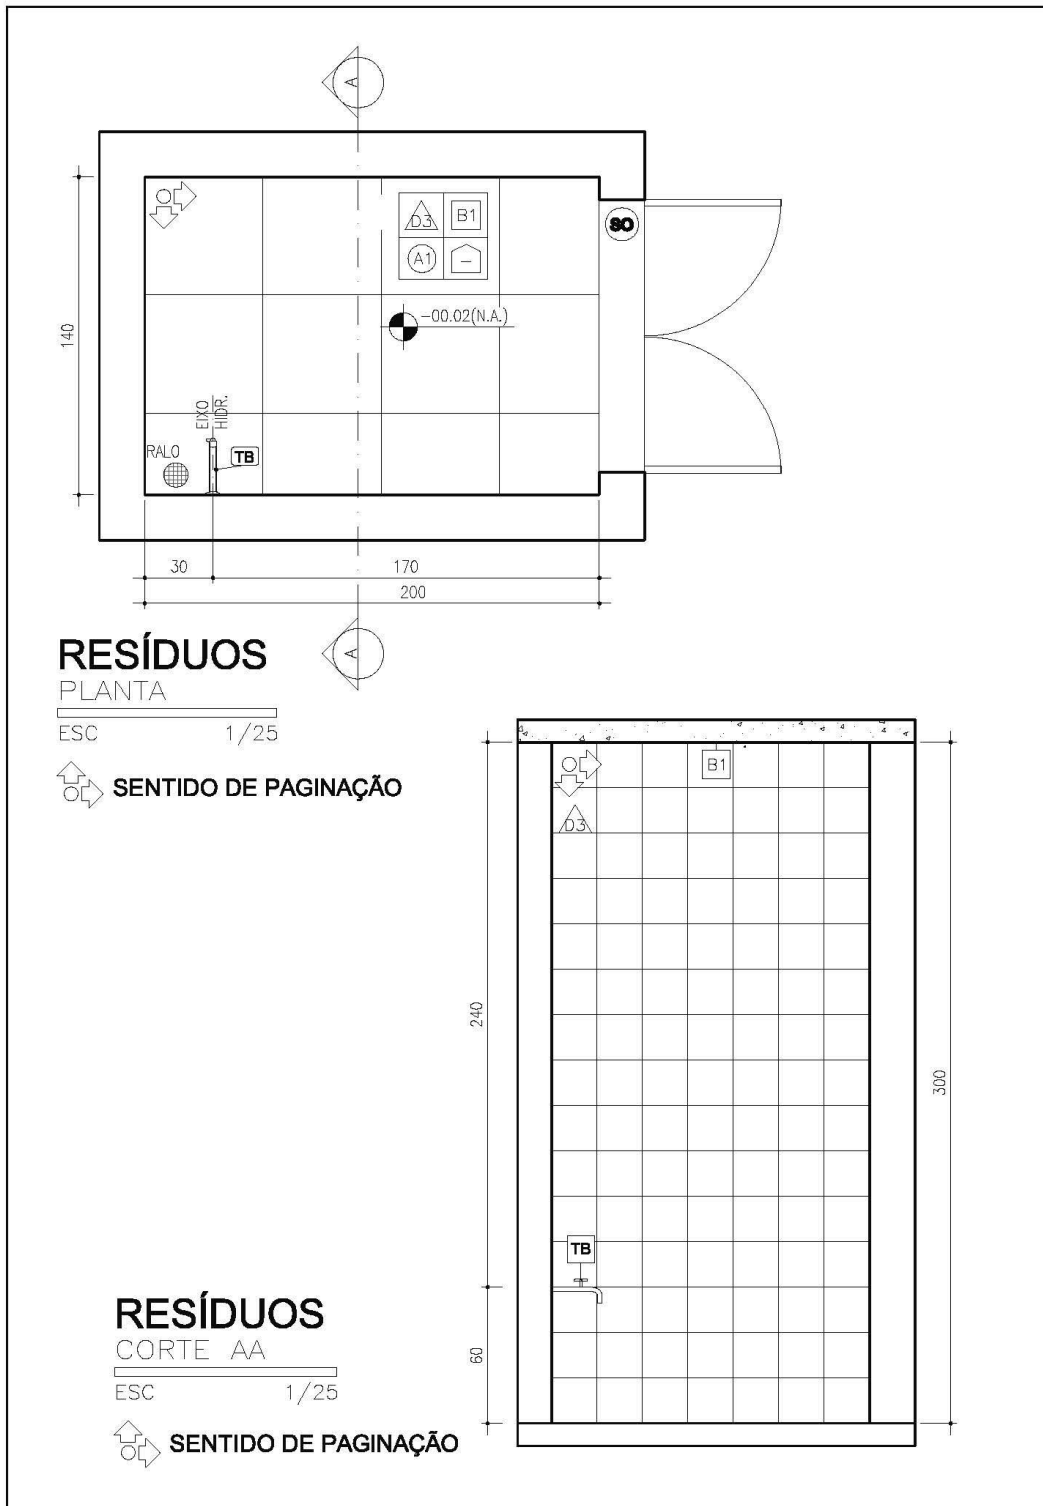 A
D3 B1
SO
A1 –
-00.02(N.A.)
140
EIXO
HIDR.
RALO
TB
30 170
200
A
RESÍDUOS
PLANTA
ESC 1/25
SENTIDO DE PAGINAÇÃO
B1
D3
240
300
TB
60
RESÍDUOS
CORTE AA
ESC 1/25
SENTIDO DE PAGINAÇÃO